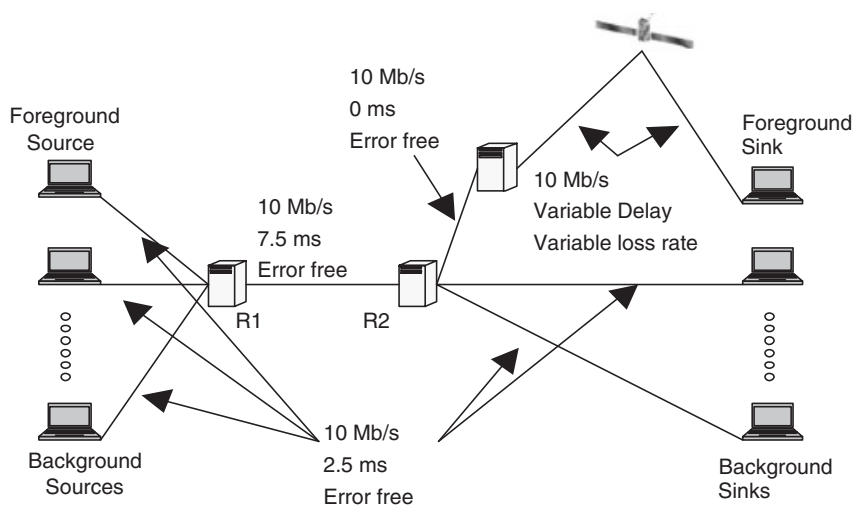 10 Mb/s
0 ms
Error free
Foreground
Source
Foreground
Sink
10 Mb/s
Variable Delay
Variable loss rate
10 Mb/s
7.5 ms
Error free
R1
R2
10 Mb/s
2.5 ms
Error free
Background
Sources
Background
Sinks